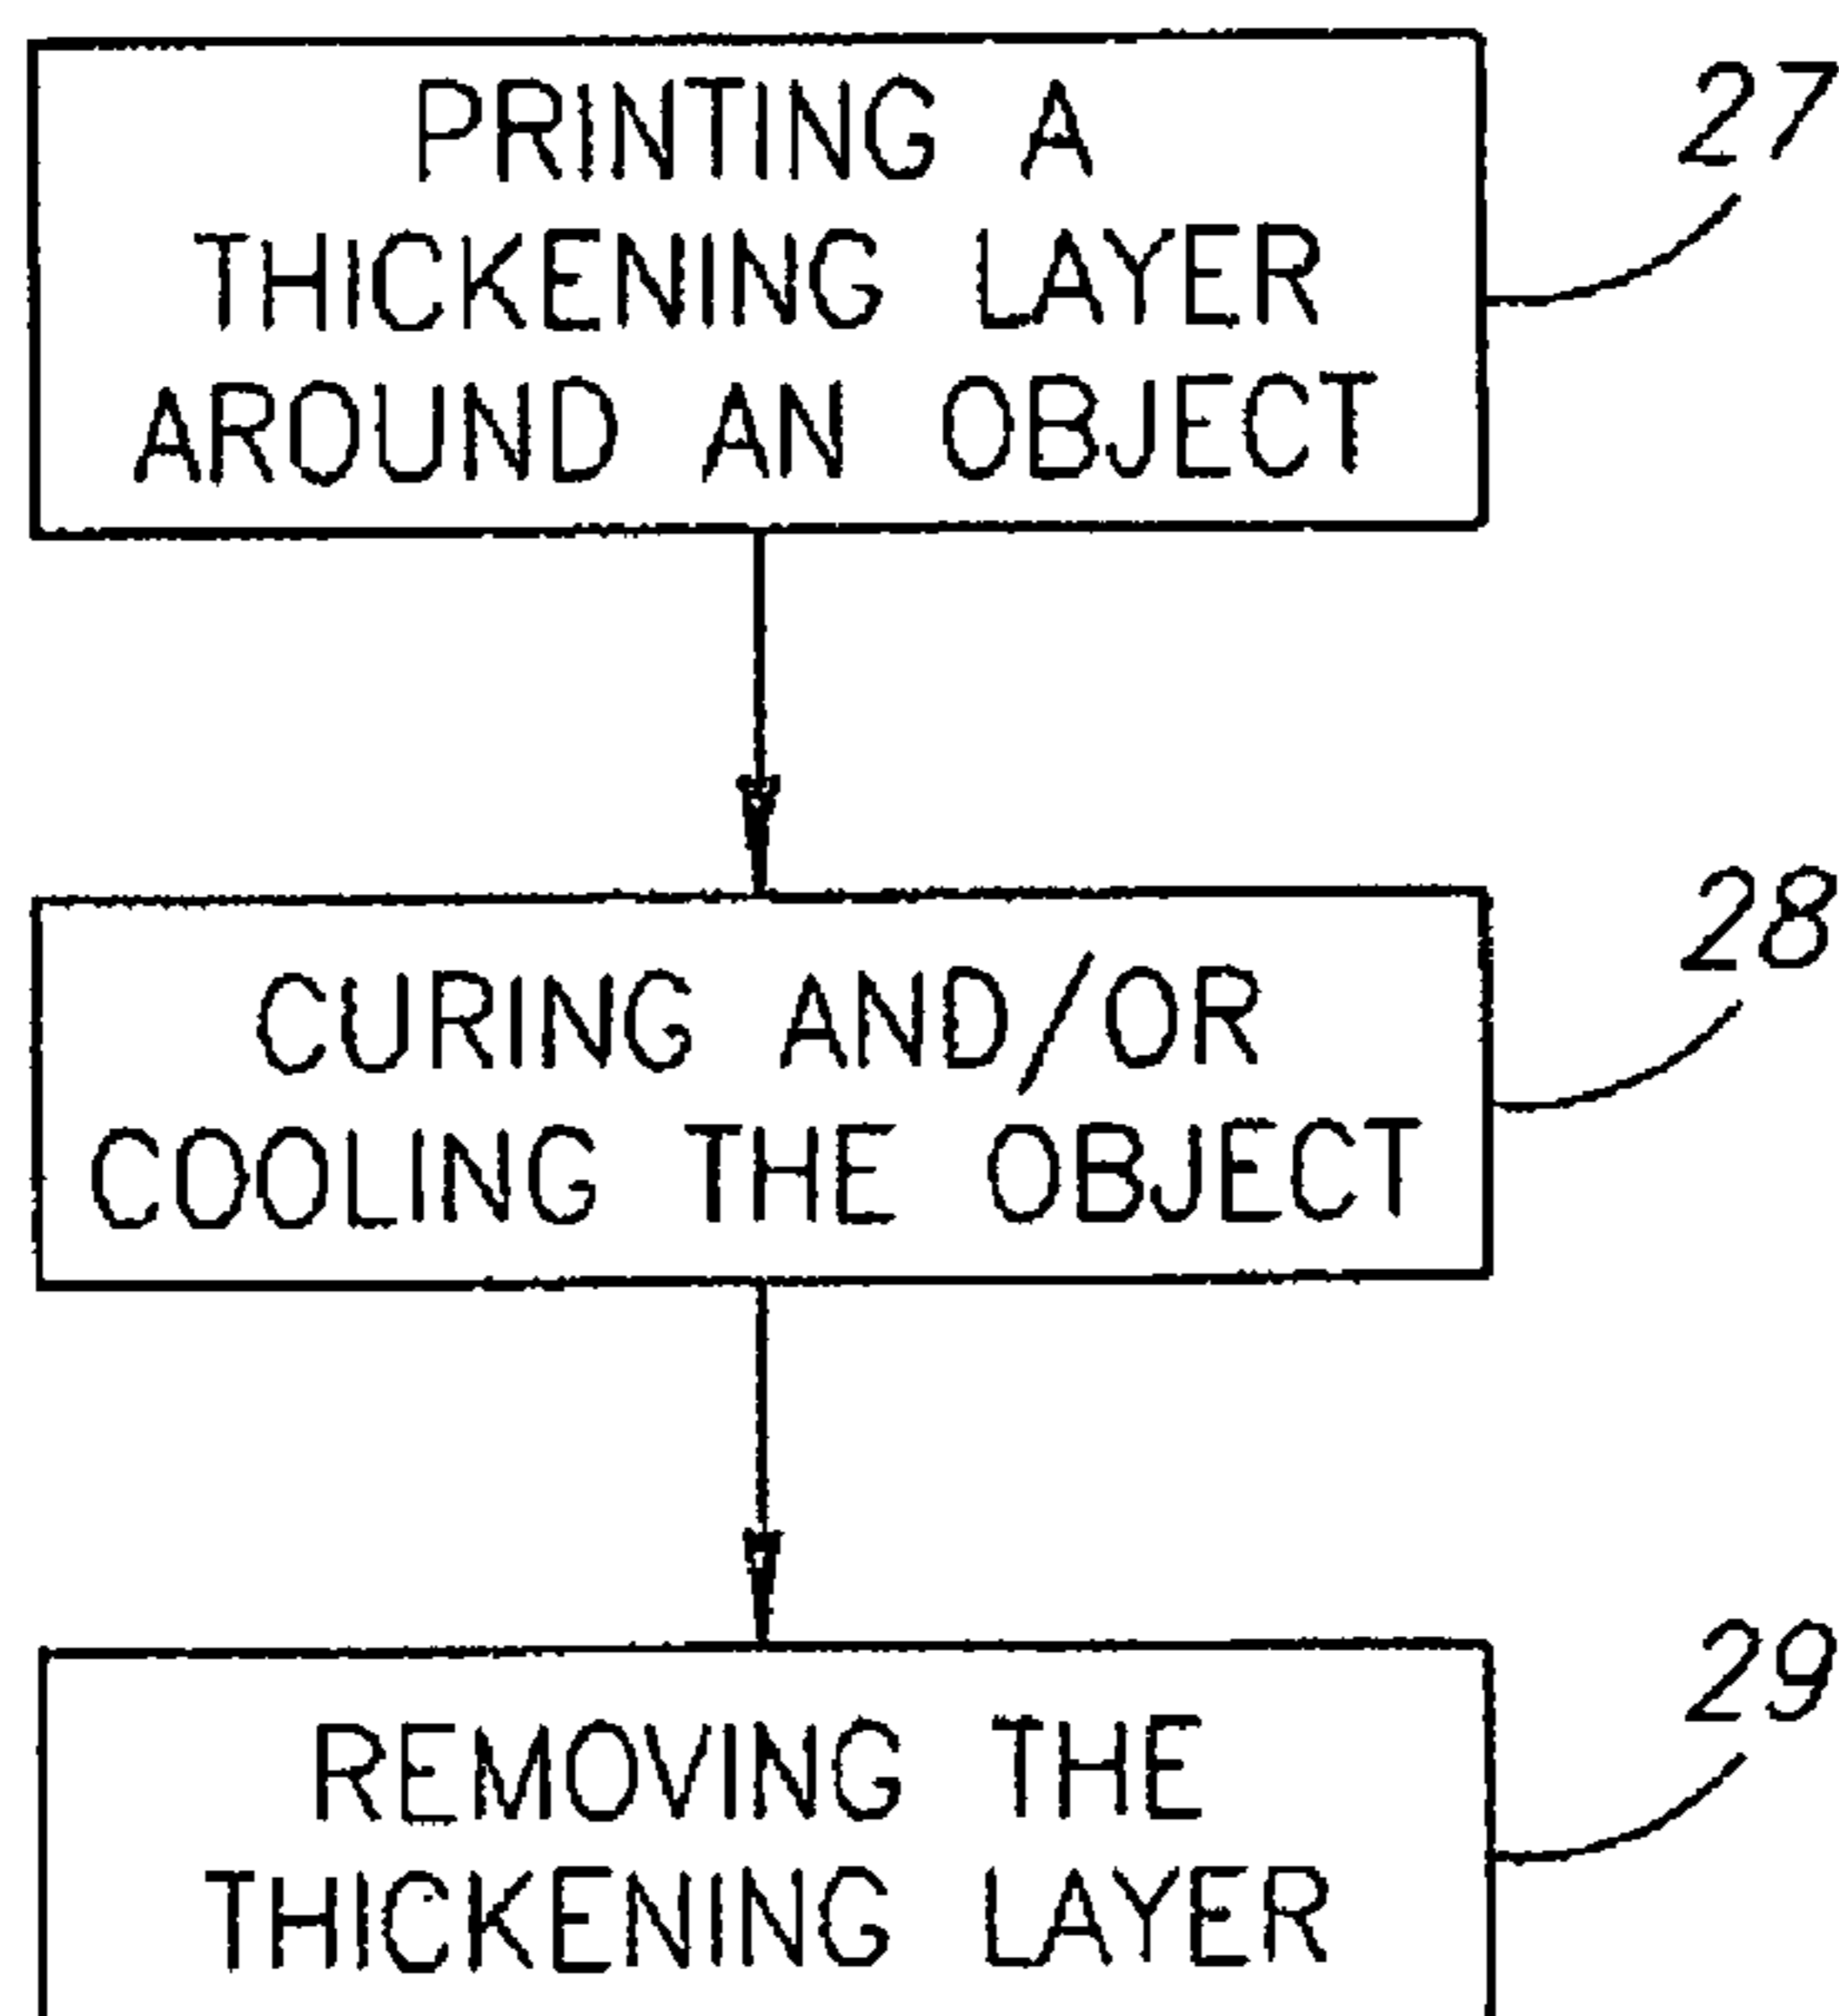 PRINTING A
THICKENING LAYER
AROUND AN OBJECT
27
CURING AND/OR
COOLING THE OBJECT
28
REMOVING THE
THICKENING LAYER
29